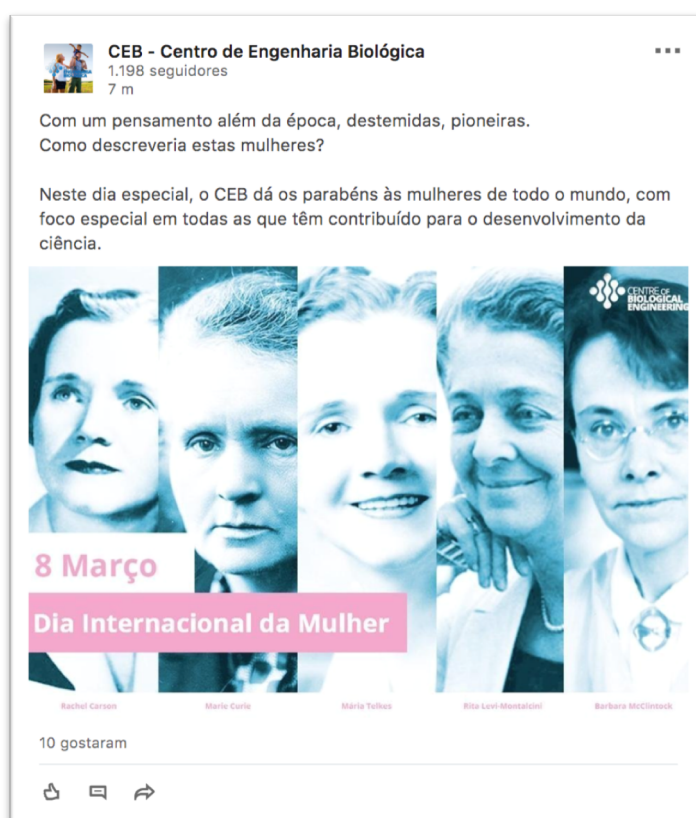 CEB - Centro de Engenharia Biológica
1.198 seguidores
7 m
Com um pensamento além da época, destemidas, pioneiras.
Como descreveria estas mulheres?
Neste dia especial, o CEB dá os parabéns às mulheres de todo o mundo, com
foco especial em todas as que têm contribuído para o desenvolvimento da
ciência.
CENTRE OF
BIOLOGICAL
ENGINEERING
8 Março
Dia Internacional da Mulher
Rachel Carson
Marie Curie
Mária Telkes
Rita Levi-Montalcini
Barbara McClintock
10 gostaram